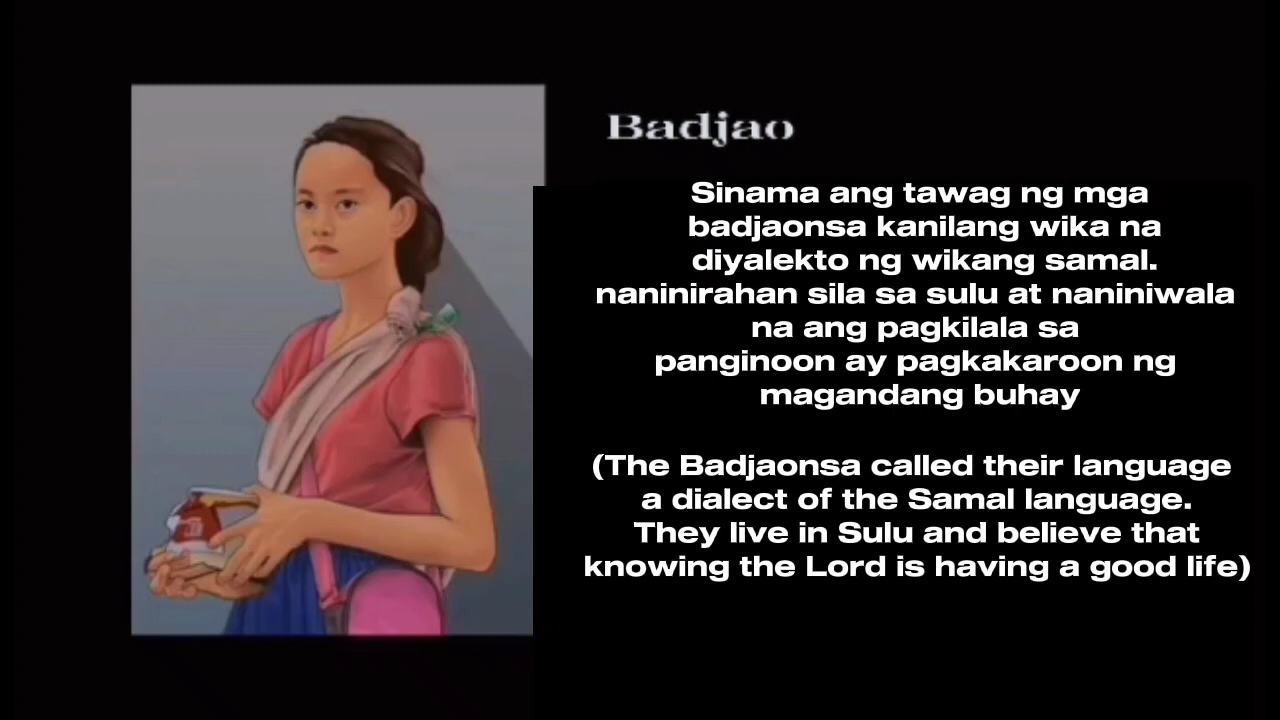 Badjao
Sinama ang tawag ng mga
badjaonsa kanilang wika na
diyalekto ng wikang samal.
naninirahan sila sa sulu at naniniwala
na ang pagkilala sa
panginoon ay pagkakaroon ng
magandang buhay
(The Badjaonsa called their language
a dialect of the Samal language.
They live in Sulu and believe that
knowing the Lord is having a good life)